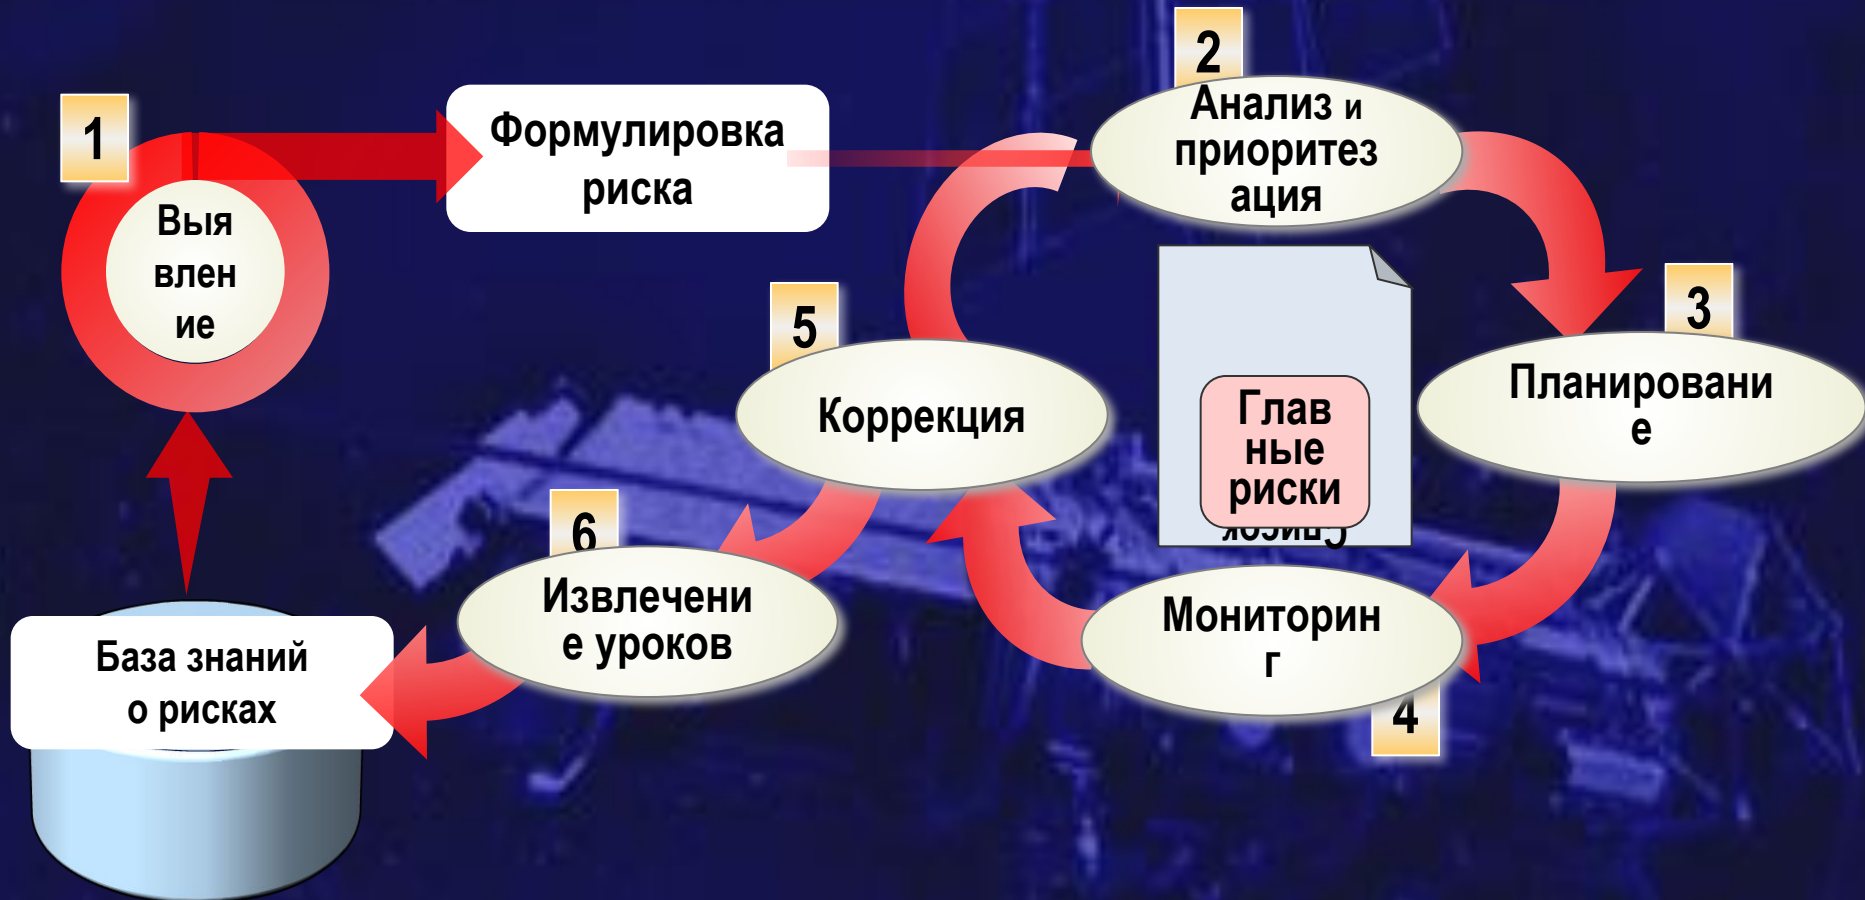 1
Выя
влен
ие
Формулировка
риска
2
Анализ и
приоритез
ация
3
Планировани
е
Глав
ные
риски
Список
4
Мониторин
г
5
Коррекция
6
Извлечени
е уроков
База знаний
о рисках